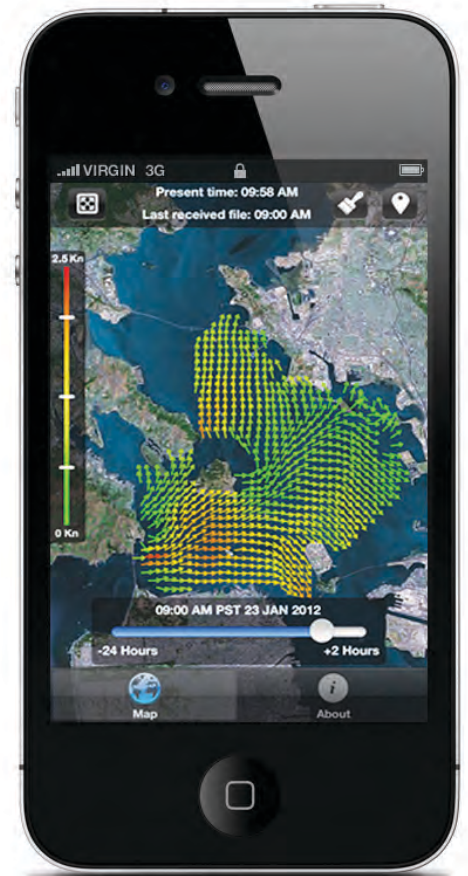 VIRGIN 3G
Present time: 09:58 AM
Last received file: 09:00 AM
2.5 Kn
0 Kn
09:00 AM PST 23 JAN 2012
-24 Hours
+2 Hours
Map
About